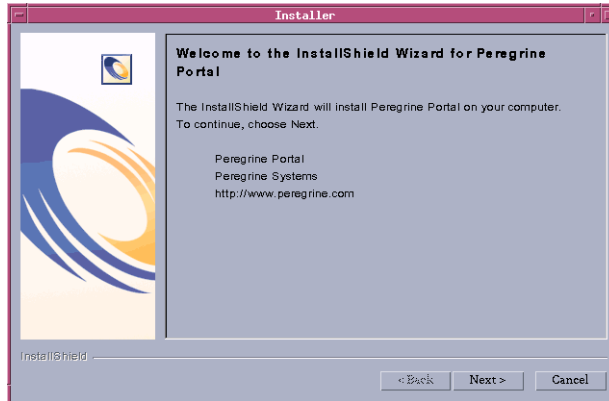 Installer
Welcome to the InstallShield Wizard for Peregrine
Portal
The InstallShield Wizard will install Peregrine Portal on your computer.
To continue, choose Next.
Peregrine Portal
Peregrine Systems
http://www.peregrine.com
InstallShield
< Back Next > Cancel